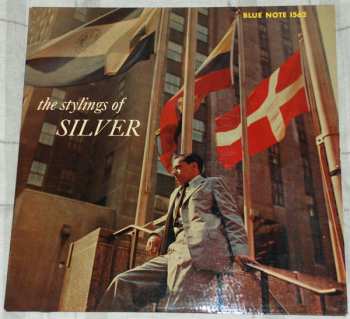 BLUE NOTE 1562
the stylings of
SILVER